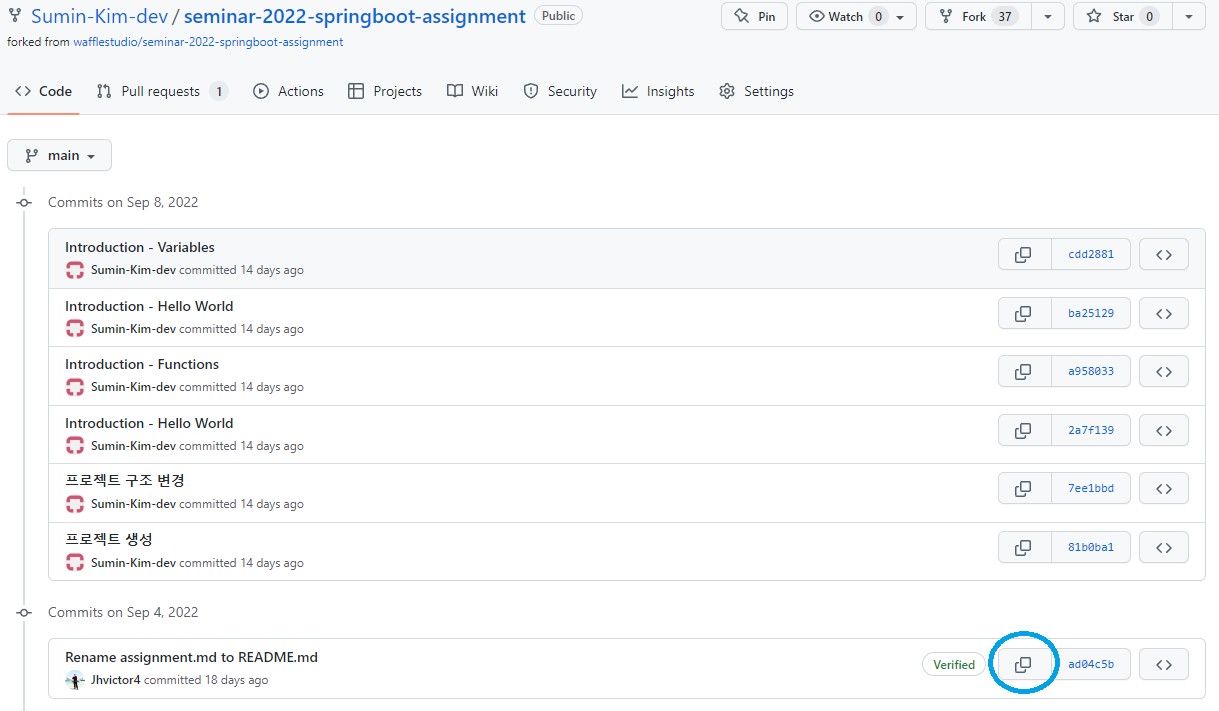 Sumin-Kim-dev / seminar-2022-springboot-assignment Public Pin Watch 0 Fork 37 Star 0
forked from wafflestudio/seminar-2022-springboot-assignment
<> Code Pull requests 1 Actions Projects Wiki Security Insights Settings
main
Commits on Sep 8, 2022
Introduction - Variables
Sumin-Kim-dev committed 14 days ago
cdd2881 <>
Introduction - Hello World
Sumin-Kim-dev committed 14 days ago
ba25129 <>
Introduction - Functions
Sumin-Kim-dev committed 14 days ago
a958033 <>
Introduction - Hello World
Sumin-Kim-dev committed 14 days ago
2a7f139 <>
프로젝트 구조 변경
Sumin-Kim-dev committed 14 days ago
7ee1bbd <>
프로젝트 생성
Sumin-Kim-dev committed 14 days ago
81b0ba1 <>
Commits on Sep 4, 2022
Rename assignment.md to README.md
Jhvictor4 committed 18 days ago
Verified ad04c5b <>